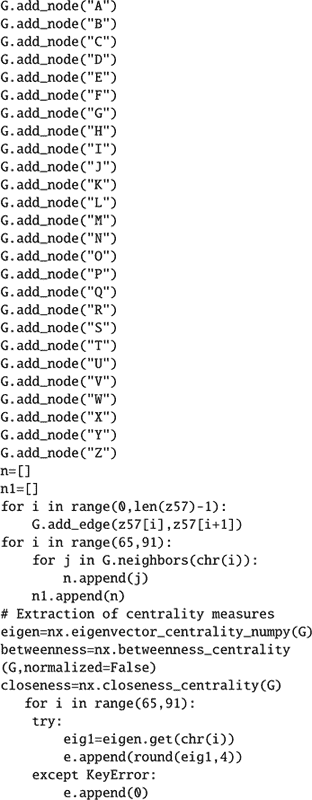 G.add_node("A")
G.add_node("B")
G.add_node("C")
G.add_node("D")
G.add_node("E")
G.add_node("F")
G.add_node("G")
G.add_node("H")
G.add_node("I")
G.add_node("J")
G.add_node("K")
G.add_node("L")
G.add_node("M")
G.add_node("N")
G.add_node("O")
G.add_node("P")
G.add_node("Q")
G.add_node("R")
G.add_node("S")
G.add_node("T")
G.add_node("U")
G.add_node("V")
G.add_node("W")
G.add_node("X")
G.add_node("Y")
G.add_node("Z")
n=[]
n1=[]
for i in range(0,len(z57)-1):
    G.add_edge(z57[i],z57[i+1])
for i in range(65,91):
    for j in G.neighbors(chr(i)):
        n.append(j)
    n1.append(n)
# Extraction of centrality measures
eigen=nx.eigenvector_centrality_numpy(G)
betweenness=nx.betweenness_centrality
(G,normalized=False)
closeness=nx.closeness_centrality(G)
   for i in range(65,91):
    try:
        eig1=eigen.get(chr(i))
        e.append(round(eig1,4))
    except KeyError:
        e.append(0)